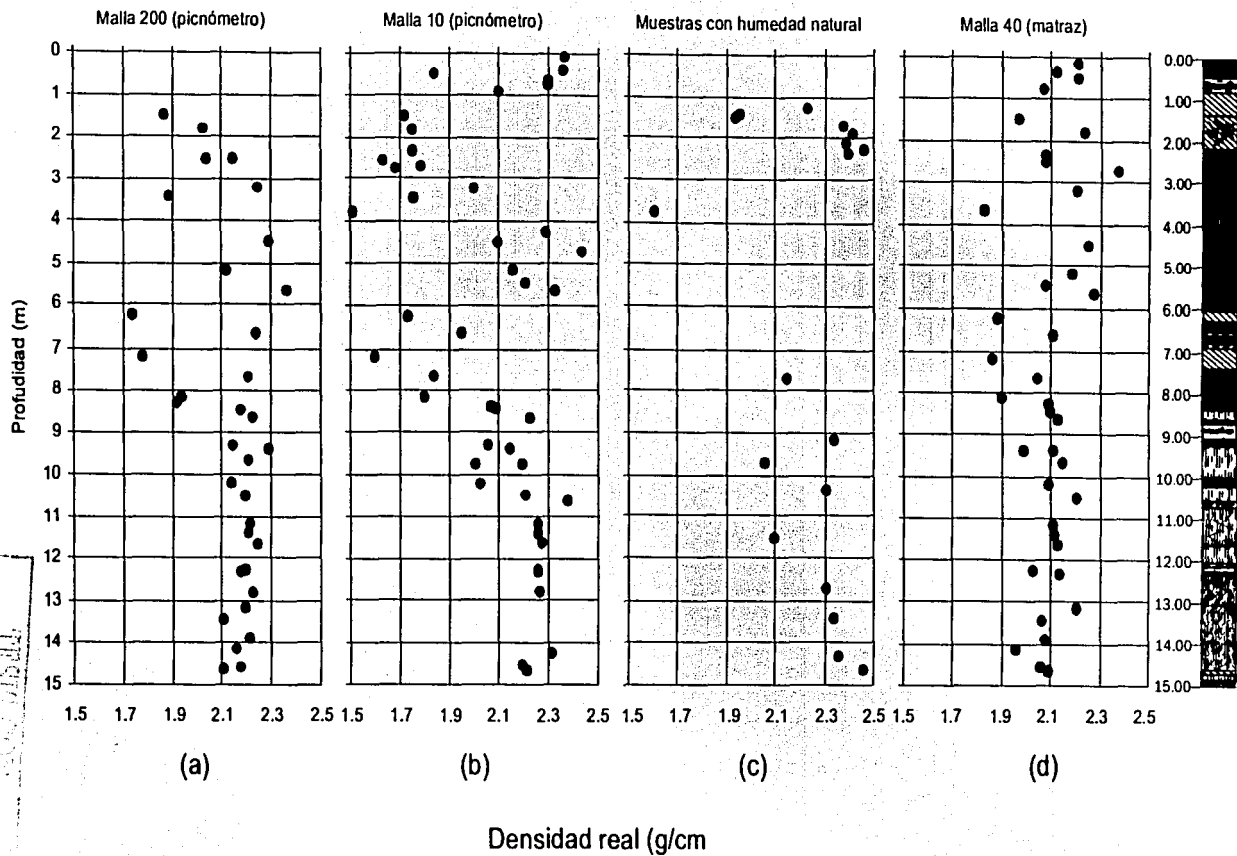 Malla 200 (picnómetro)
Malla 10 (picnómetro)
Muestras con humedad natural
Malla 40 (matraz)
Profudidad (m)
0
1
2
3
4
5
6
7
8
9
10
11
12
13
14
15
0.00
1.00
2.00
3.00
4.00
5.00
6.00
7.00
8.00
9.00
10.00
11.00
12.00
13.00
14.00
15.00
1.5 1.7 1.9 2.1 2.3 2.5
1.5 1.7 1.9 2.1 2.3 2.5
1.5 1.7 1.9 2.1 2.3 2.5
1.5 1.7 1.9 2.1 2.3 2.5
(a)
(b)
(c)
(d)
Densidad real (g/cm